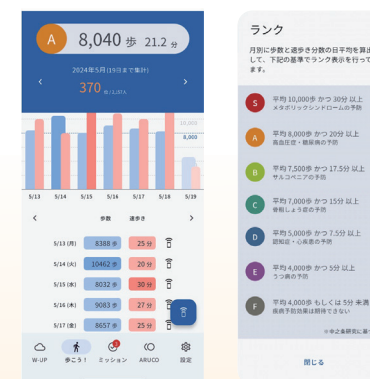 A
8,040 歩 21.2 分
2024年5月(19日まで集計)
370
10,000
8,000
5/13 5/14 5/15 5/16 5/17 5/18 5/19
歩数 速歩き
5/13 (月) 8388 歩 25 分
5/14 (火) 10462 歩 20 分
5/15 (水) 8032 歩 30 分
5/16 (木) 9083 歩 27 分
5/17 (金) 8657 歩 25 分
W-UP 歩こう! ミッション ARUCO 設定
ランク
月別に歩数と速歩き分数の日平均を算出
して、下記の基準でランク表示を行って
ます。
S 平均 10,000歩 かつ 30分 以上
メタボリックシンドロームの予防
A 平均 8,000歩 かつ 20分 以上
高血圧症・糖尿病の予防
B 平均 7,500歩 かつ 17.5分 以上
サルコペニアの予防
C 平均 7,000歩 かつ 15分 以上
骨粗しょう症の予防
D 平均 5,000歩 かつ 7.5分 以上
認知症・心疾患の予防
E 平均 4,000歩 かつ 5分 以上
うつ病の予防
F 平均 4,000歩 もしくは 5分 未満
疾病予防効果は期待できない
※中之条研究に基づ
閉じる